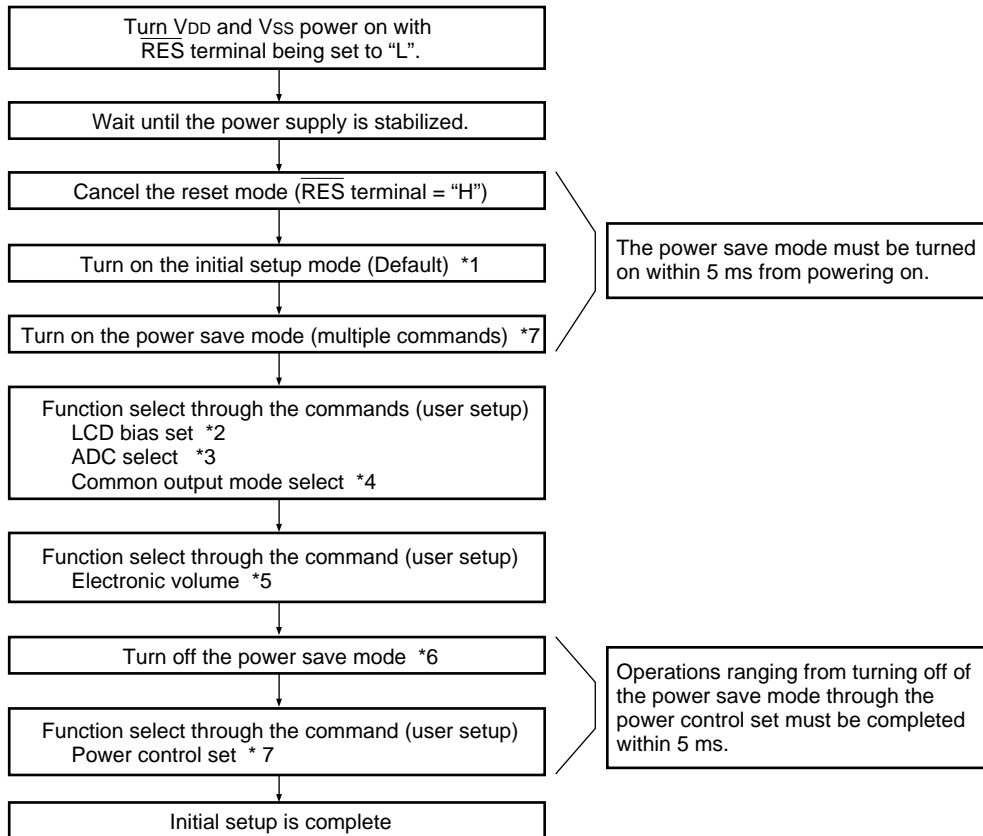 Turn VDD and VSS power on with
RES terminal being set to “L”.
Wait until the power supply is stabilized.
Cancel the reset mode (RES terminal = “H”)
Turn on the initial setup mode (Default) *1
Turn on the power save mode (multiple commands) *7
The power save mode must be turned
on within 5 ms from powering on.
Function select through the commands (user setup)
LCD bias set *2
ADC select *3
Common output mode select *4
Function select through the command (user setup)
Electronic volume *5
Turn off the power save mode *6
Function select through the command (user setup)
Power control set * 7
Operations ranging from turning off of
the power save mode through the
power control set must be completed
within 5 ms.
Initial setup is complete